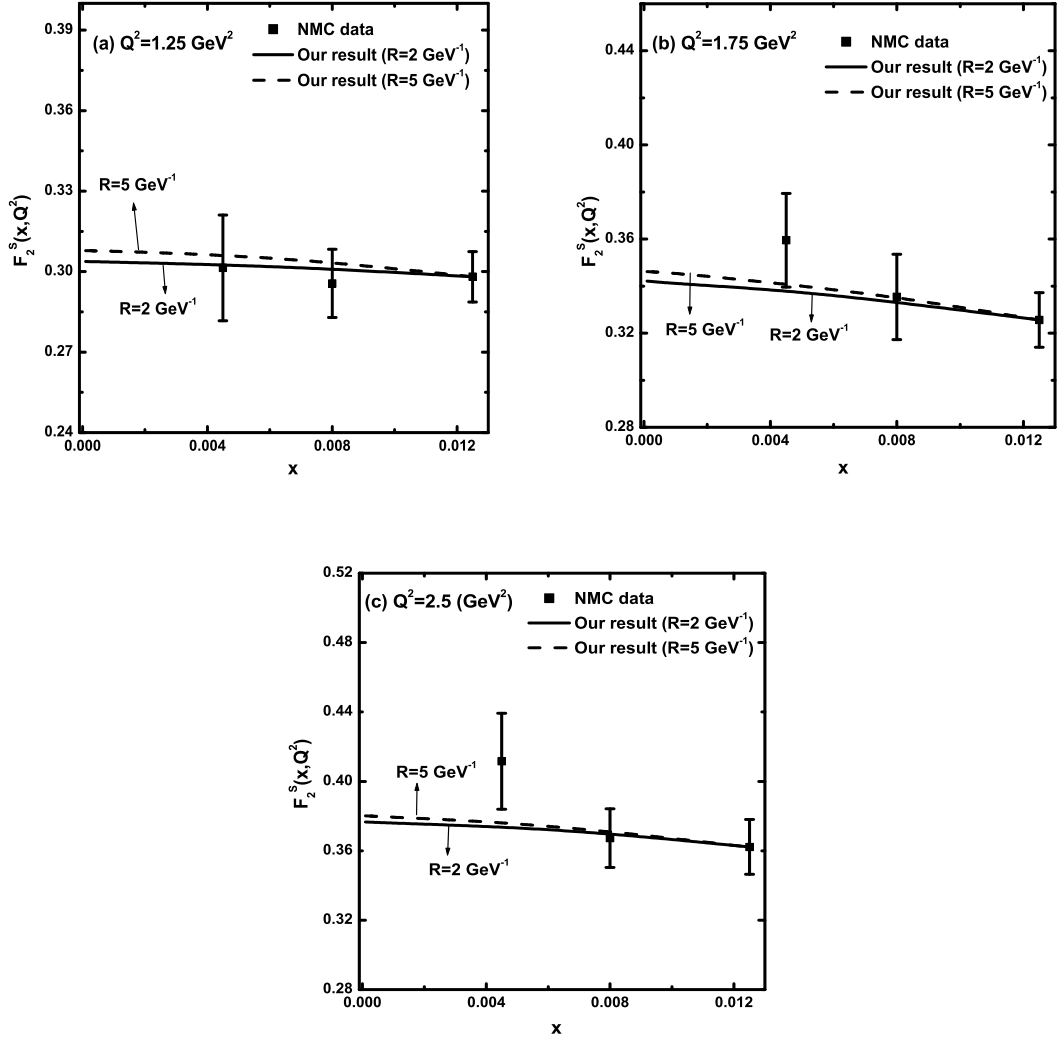 (a) Q²=1.25 GeV²
NMC data
Our result (R=2 GeV⁻¹)
Our result (R=5 GeV⁻¹)
0.39
0.36
0.33
0.30
0.27
0.24
F₂ˢ(x,Q²)
R=5 GeV⁻¹
R=2 GeV⁻¹
0.000 0.004 0.008 0.012
x
(b) Q²=1.75 GeV²
NMC data
Our result (R=2 GeV⁻¹)
Our result (R=5 GeV⁻¹)
0.44
0.40
0.36
0.32
0.28
F₂ˢ(x,Q²)
R=5 GeV⁻¹
R=2 GeV⁻¹
0.000 0.004 0.008 0.012
x
(c) Q²=2.5 (GeV²)
NMC data
Our result (R=2 GeV⁻¹)
Our result (R=5 GeV⁻¹)
0.52
0.48
0.44
0.40
0.36
0.32
0.28
F₂ˢ(x,Q²)
R=5 GeV⁻¹
R=2 GeV⁻¹
0.000 0.004 0.008 0.012
x